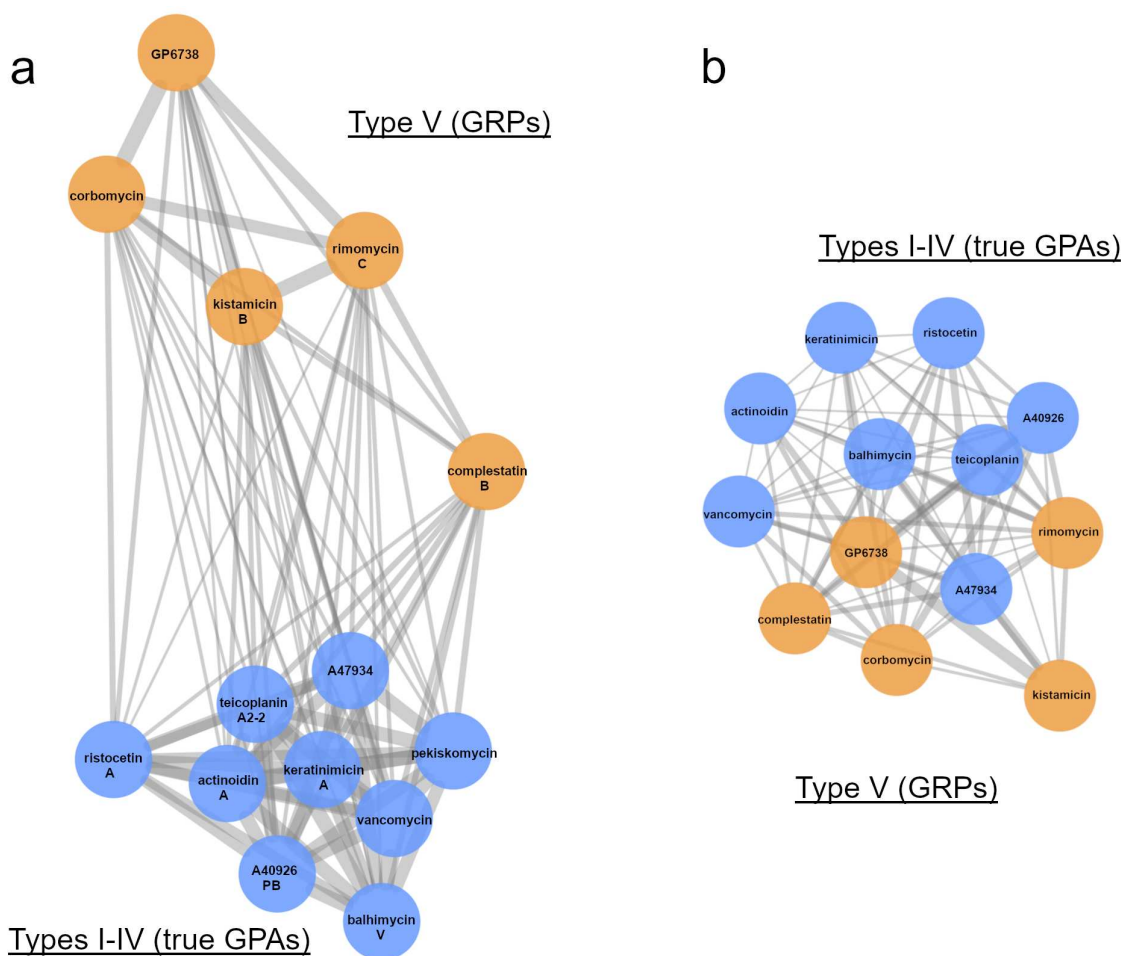 a
GP6738
Type V (GRPs)
corbomycin
rimomycin
C
kistamicin
B
complestatin
B
A47934
teicoplanin
A2-2
ristocetin
A
actinoidin
A
keratinimicin
A
pekiskomycin
vancomycin
A40926
PB
balhimycin
V
Types I-IV (true GPAs)
b
Types I-IV (true GPAs)
keratinimicin
ristocetin
actinoidin
A40926
balhimycin
teicoplanin
vancomycin
rimomycin
GP6738
A47934
complestatin
corbomycin
kistamicin
Type V (GRPs)